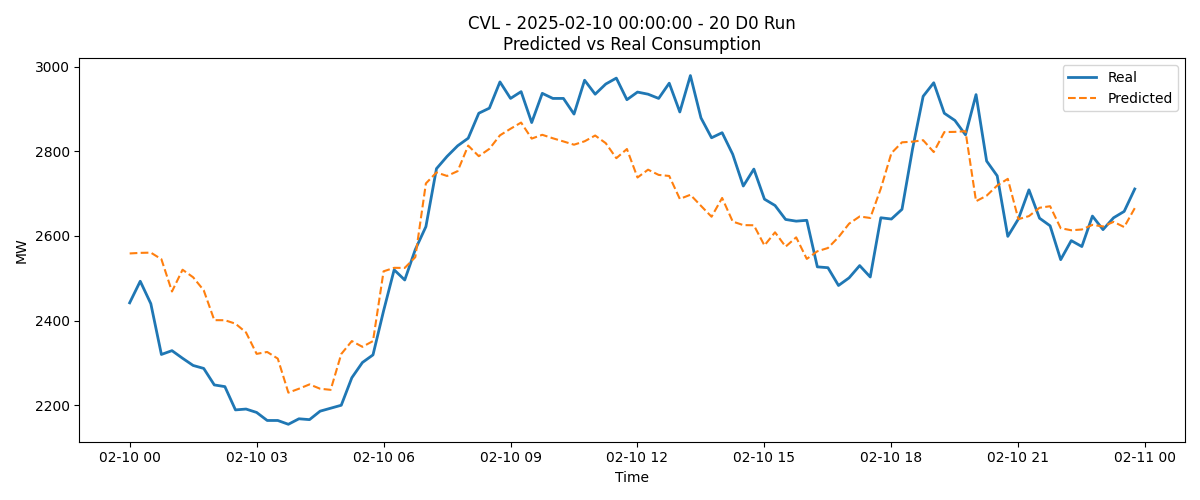 CVL - 2025-02-10 00:00:00 - 20 D0 Run
Predicted vs Real Consumption
3000
2800
2600
2400
2200
MW
Real
Predicted
02-10 00
02-10 03
02-10 06
02-10 09
02-10 12
02-10 15
02-10 18
02-10 21
02-11 00
Time